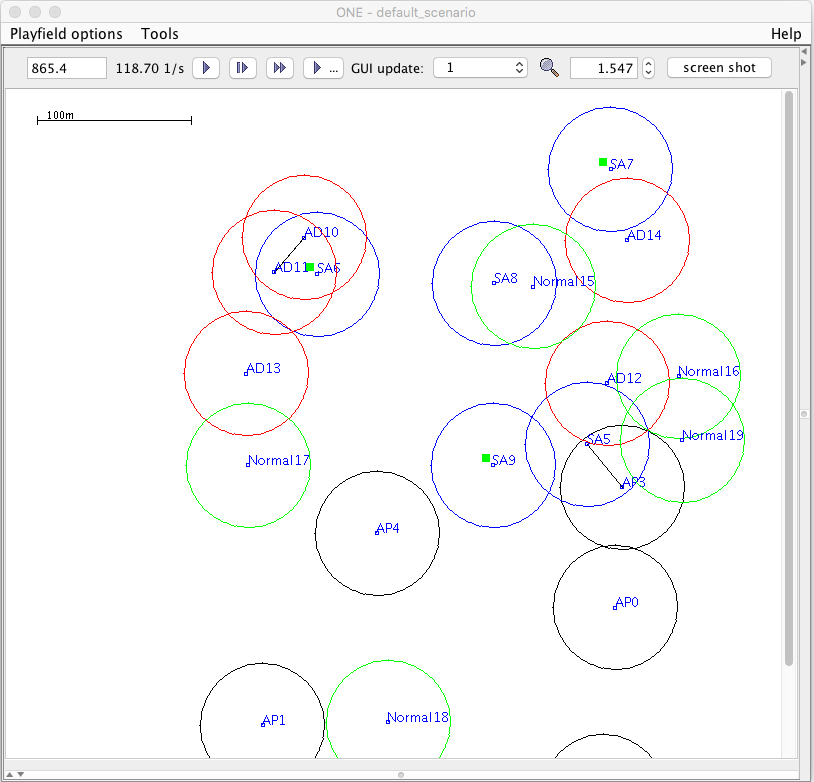 ONE - default_scenario
Playfield options Tools Help
865.4 118.70 1/s ... GUI update: 1 1.547 screen shot
100m
SA7
AD10
AD14
AD11
SA6
SA8
Normal15
AD13
AD12
Normal16
SA5
Normal19
Normal17
SA9
AP3
AP4
AP0
AP1
Normal18